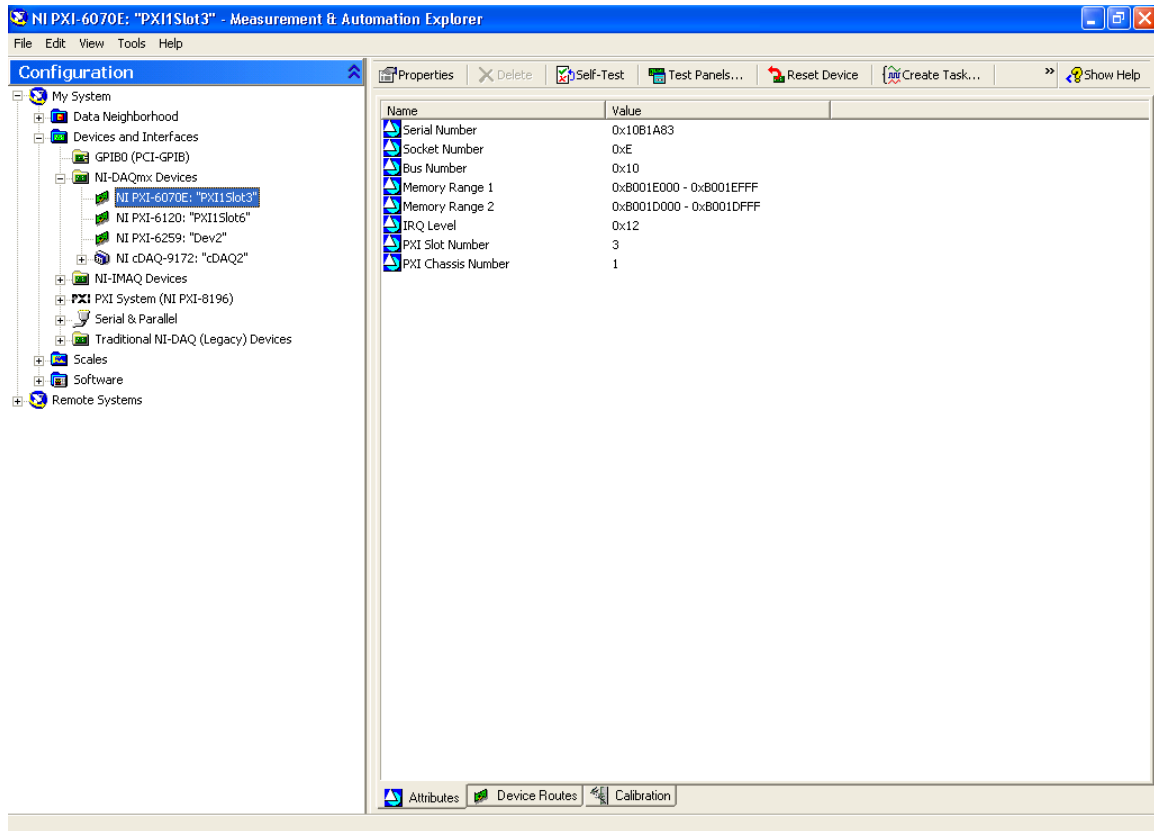 NI PXI-6070E: "PXI1Slot3" - Measurement & Automation Explorer
File Edit View Tools Help
Configuration
My System
Data Neighborhood
Devices and Interfaces
GPIB0 (PCI-GPIB)
NI-DAQmx Devices
NI PXI-6070E: "PXI1Slot3"
NI PXI-6120: "PXI1Slot6"
NI PXI-6259: "Dev2"
NI cDAQ-9172: "cDAQ2"
NI-IMAQ Devices
PXI PXI System (NI PXI-8196)
Serial & Parallel
Traditional NI-DAQ (Legacy) Devices
Scales
Software
Remote Systems
Properties Delete Self-Test Test Panels... Reset Device Create Task... » Show Help
Name Value
Serial Number 0x10B1A83
Socket Number 0xE
Bus Number 0x10
Memory Range 1 0xB001E000 - 0xB001EFFF
Memory Range 2 0xB001D000 - 0xB001DFFF
IRQ Level 0x12
PXI Slot Number 3
PXI Chassis Number 1
Attributes Device Routes Calibration